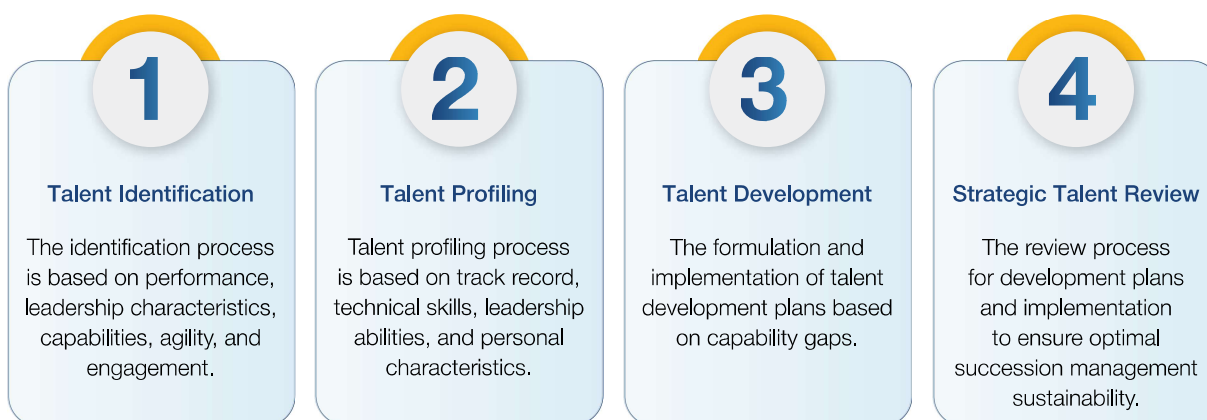 1
Talent Identification
The identification process
is based on performance,
leadership characteristics,
capabilities, agility, and
engagement.
2
Talent Profiling
Talent profiling process
is based on track record,
technical skills, leadership
abilities, and personal
characteristics.
3
Talent Development
The formulation and
implementation of talent
development plans based
on capability gaps.
4
Strategic Talent Review
The review process
for development plans
and implementation
to ensure optimal
succession management
sustainability.